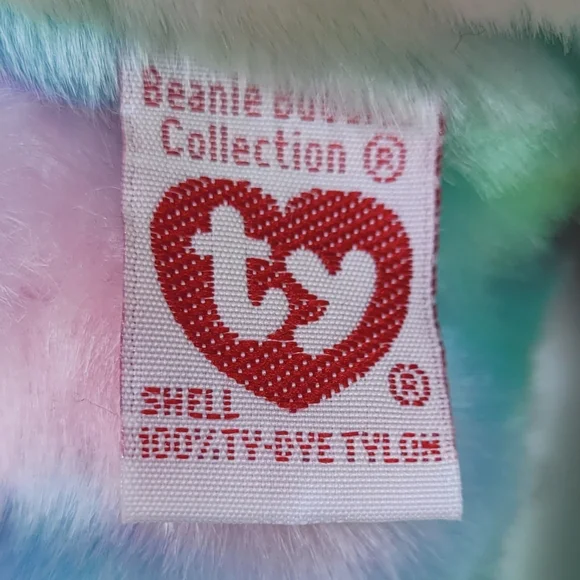 Beanie
Collection ®
ty
®
SHELL
100% TY-DYE TYLON